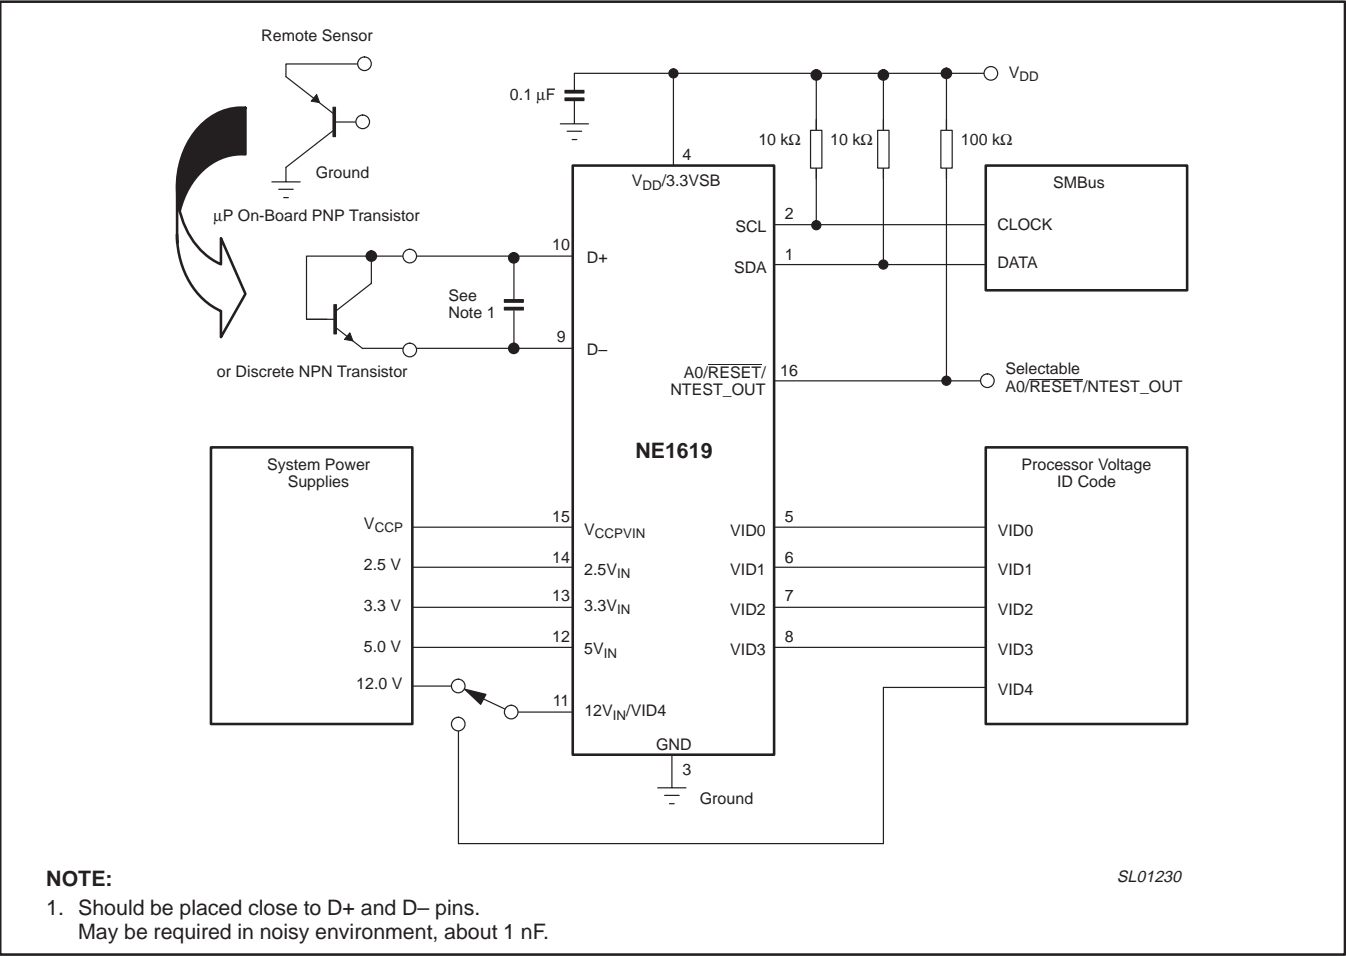 Remote Sensor
Ground
μP On-Board PNP Transistor
or Discrete NPN Transistor
See
Note 1
0.1 μF
VDD
10 kΩ
10 kΩ
100 kΩ
4
VDD/3.3VSB
10
D+
9
D–
SCL
2
SDA
1
A0/RESET/
NTEST_OUT
16
SMBus
CLOCK
DATA
Selectable
A0/RESET/NTEST_OUT
NE1619
System Power
Supplies
VCCP
2.5 V
3.3 V
5.0 V
12.0 V
15
VCCPVIN
14
2.5VIN
13
3.3VIN
12
5VIN
11
12VIN/VID4
VID0
5
VID1
6
VID2
7
VID3
8
GND
3
Ground
Processor Voltage
ID Code
VID0
VID1
VID2
VID3
VID4
SL01230
NOTE:
1. Should be placed close to D+ and D– pins.
May be required in noisy environment, about 1 nF.